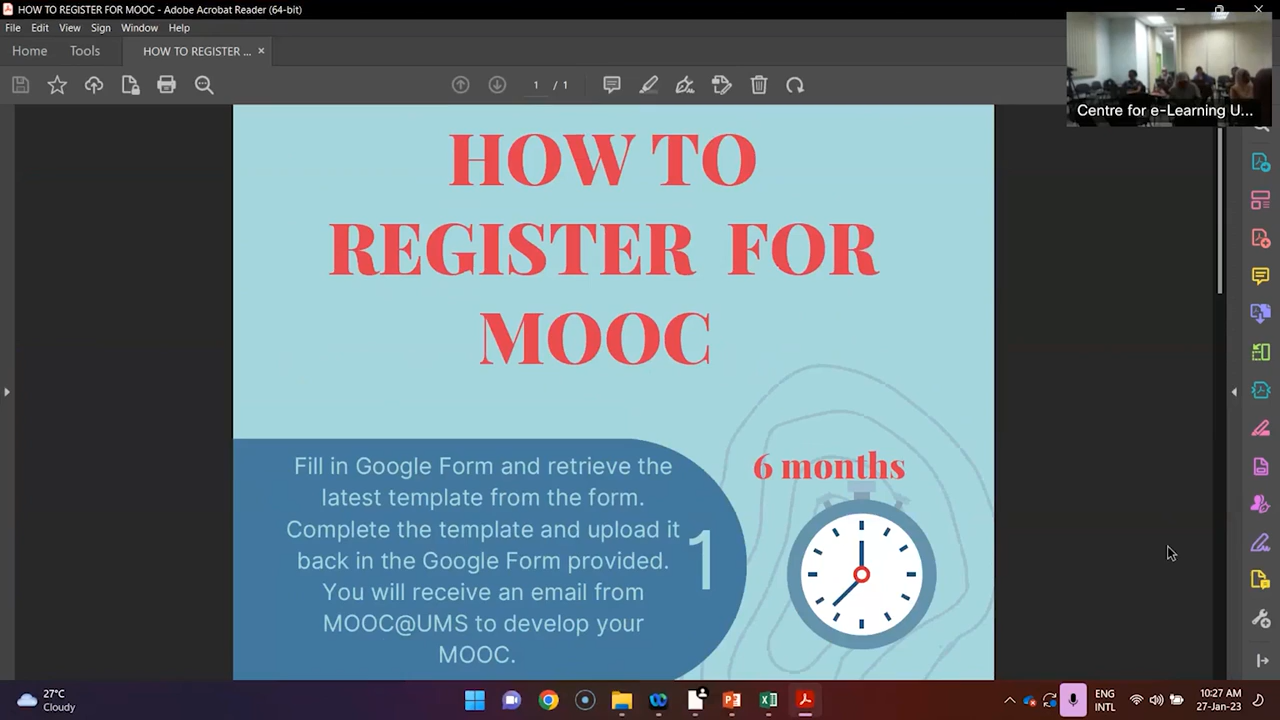 HOW TO REGISTER FOR MOOC - Adobe Acrobat Reader (64-bit)
File Edit View Sign Window Help
Home Tools HOW TO REGISTER ... ×
1 / 1
Centre for e-Learning U...
HOW TO
REGISTER FOR
MOOC
6 months
Fill in Google Form and retrieve the
latest template from the form.
Complete the template and upload it
back in the Google Form provided.
You will receive an email from
MOOC@UMS to develop your
MOOC.
1
27°C
Cloudy
ENG
INTL
10:27 AM
27-Jan-23